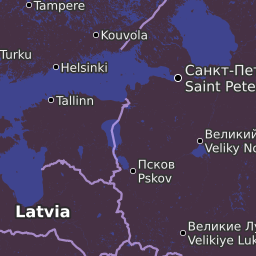 Tampere
Kouvola
Turku
Helsinki
Санкт-Пет
Saint Pete
Tallinn
Великий
Veliky No
Псков
Pskov
Latvia
Великие Лу
Velikiye Luk